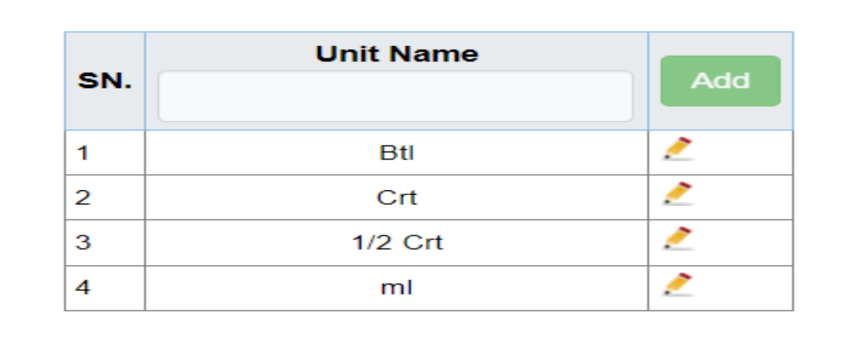 SN. Unit Name Add
1 Btl
2 Crt
3 1/2 Crt
4 ml